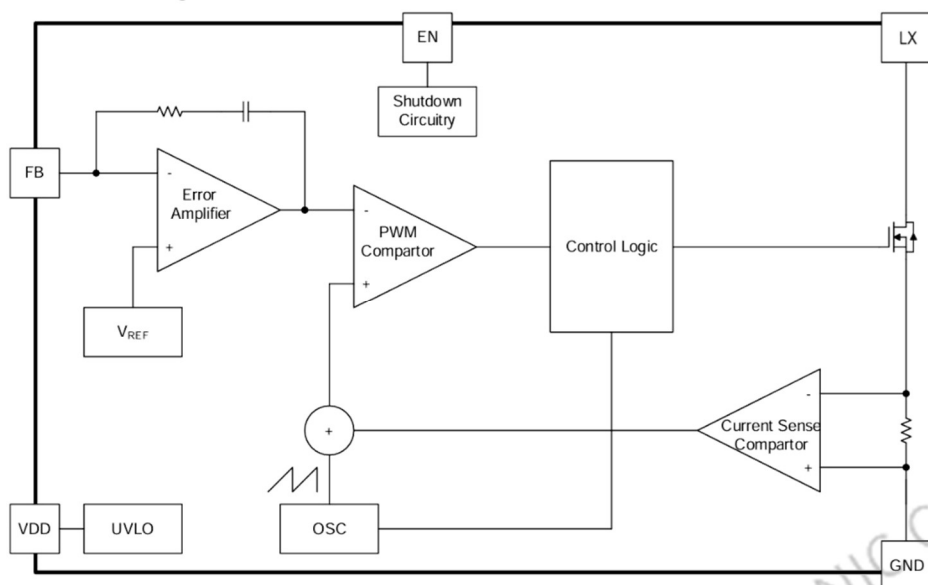 EN
LX
Shutdown
Circuitry
FB
-
Error
Amplifier
+
-
PWM
Compartor
+
Control Logic
VREF
-
Current Sense
Compartor
+
+
VDD
UVLO
OSC
GND